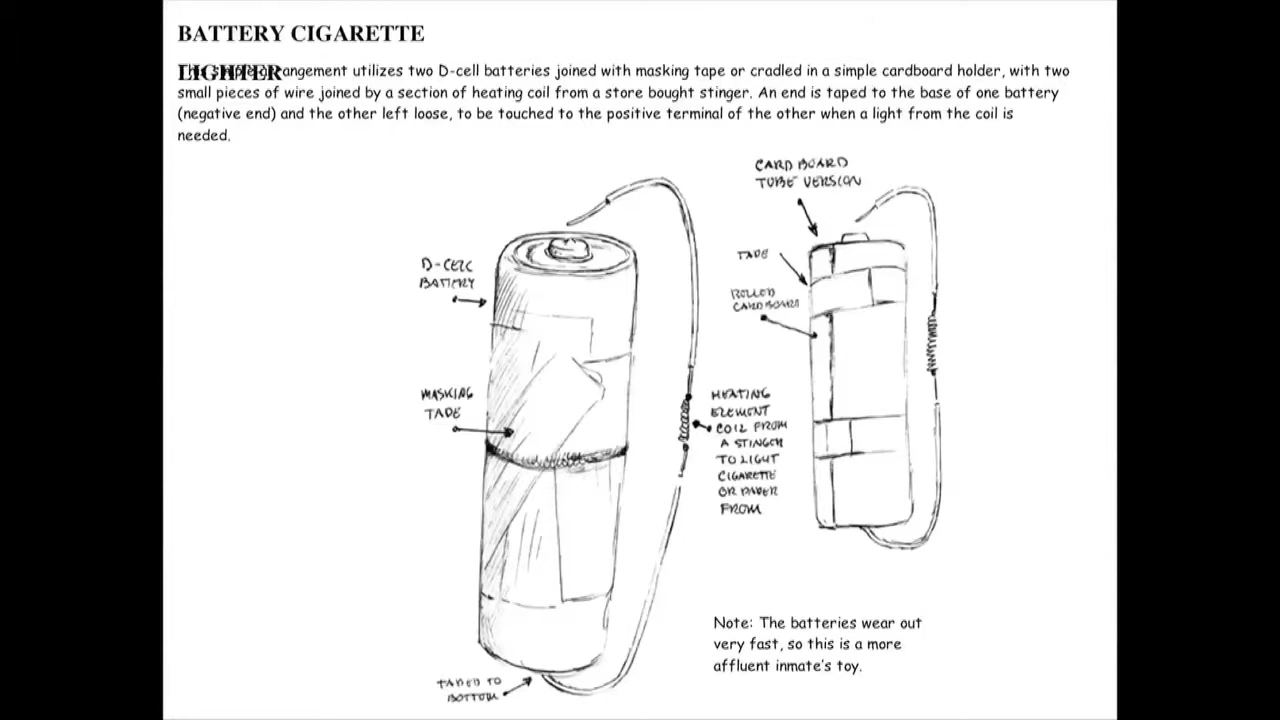 BATTERY CIGARETTE
LIGHTER
arrangement utilizes two D-cell batteries joined with masking tape or cradled in a simple cardboard holder, with two
small pieces of wire joined by a section of heating coil from a store bought stinger. An end is taped to the base of one battery
(negative end) and the other left loose, to be touched to the positive terminal of the other when a light from the coil is
needed.
CARD BOARD
TUBE VERSION
D-CELL
BATTERY
TAPE
ROLLED
CARDBOARD
MASKING
TAPE
HEATING
ELEMENT
COIL FROM
A STINGER
TO LIGHT
CIGARETTE
OR PAPER
FROM
Note: The batteries wear out
very fast, so this is a more
affluent inmate's toy.
TAPED TO
BOTTOM